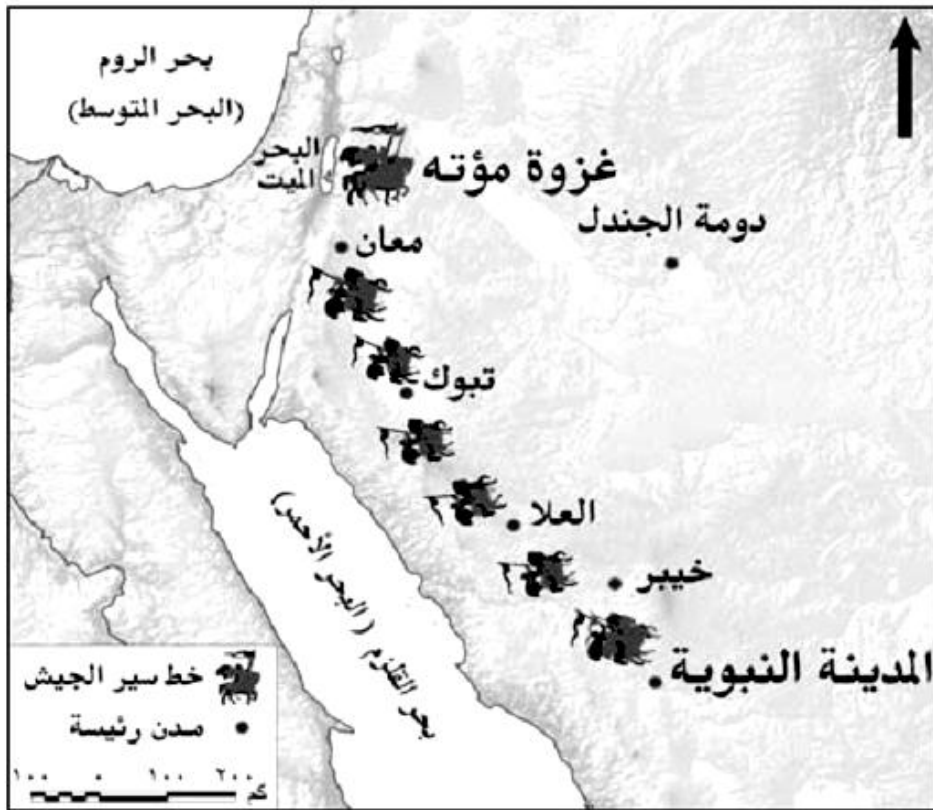 بحر الروم
(البحر المتوسط)
البحر
الميت
غزوة مؤته
دومة الجندل
معان
تبوك
العلا
خيبر
المدينة النبوية
بحر القلزم (البحر الأحمر)
خط سير الجيش
مدن رئيسة
١٠٠ ٠ ١٠٠ ٢٠٠ كم